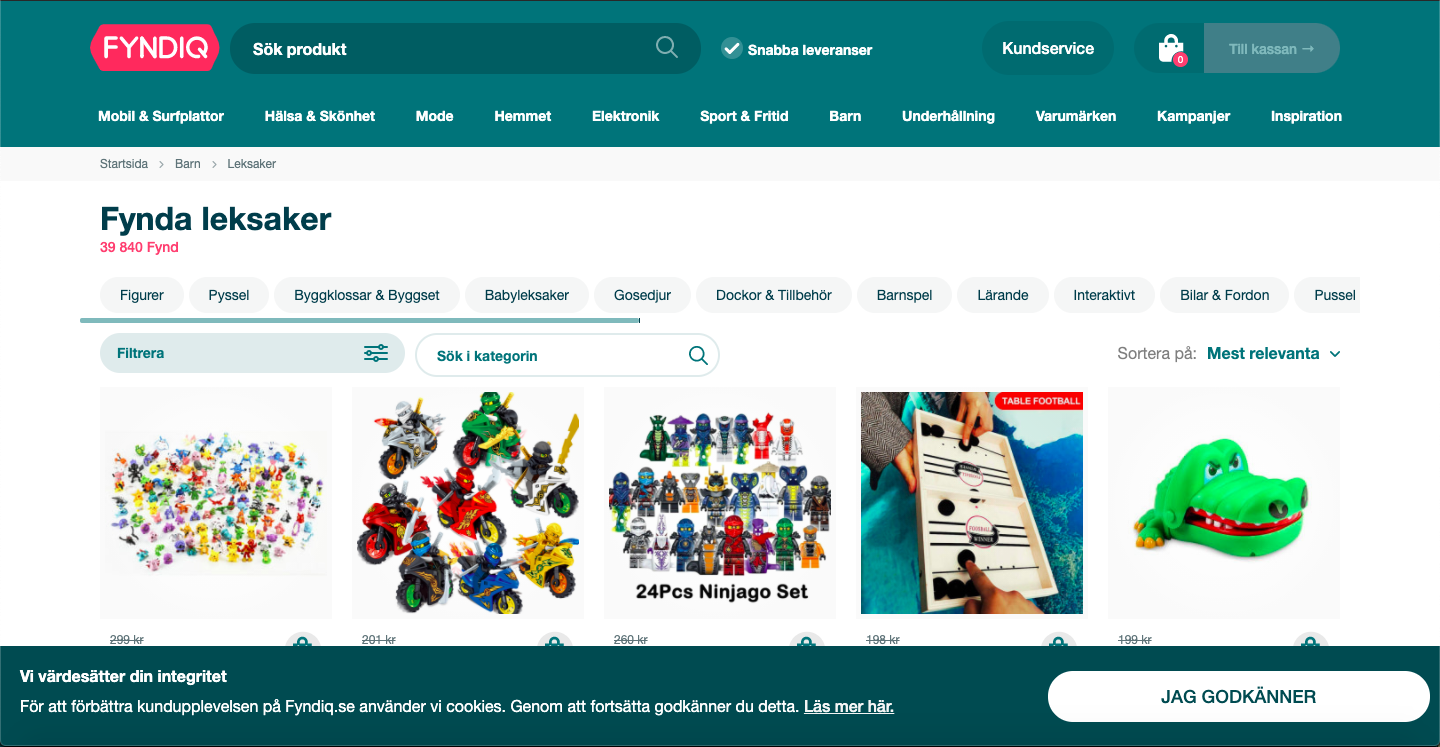 FYNDIQ
Sök produkt
Snabba leveranser
Kundservice
0
Till kassan →
Mobil & Surfplattor
Hälsa & Skönhet
Mode
Hemmet
Elektronik
Sport & Fritid
Barn
Underhållning
Varumärken
Kampanjer
Inspiration
Startsida > Barn > Leksaker
Fynda leksaker
39 840 Fynd
Figurer
Pyssel
Byggklossar & Byggset
Babyleksaker
Gosedjur
Dockor & Tillbehör
Barnspel
Lärande
Interaktivt
Bilar & Fordon
Pussel
Filtrera
Sök i kategorin
Sortera på: Mest relevanta
TABLE FOOTBALL
FOOTBALL
WINNER
24Pcs Ninjago Set
299 kr
201 kr
260 kr
198 kr
199 kr
Vi värdesätter din integritet
För att förbättra kundupplevelsen på Fyndiq.se använder vi cookies. Genom att fortsätta godkänner du detta. Läs mer här.
JAG GODKÄNNER